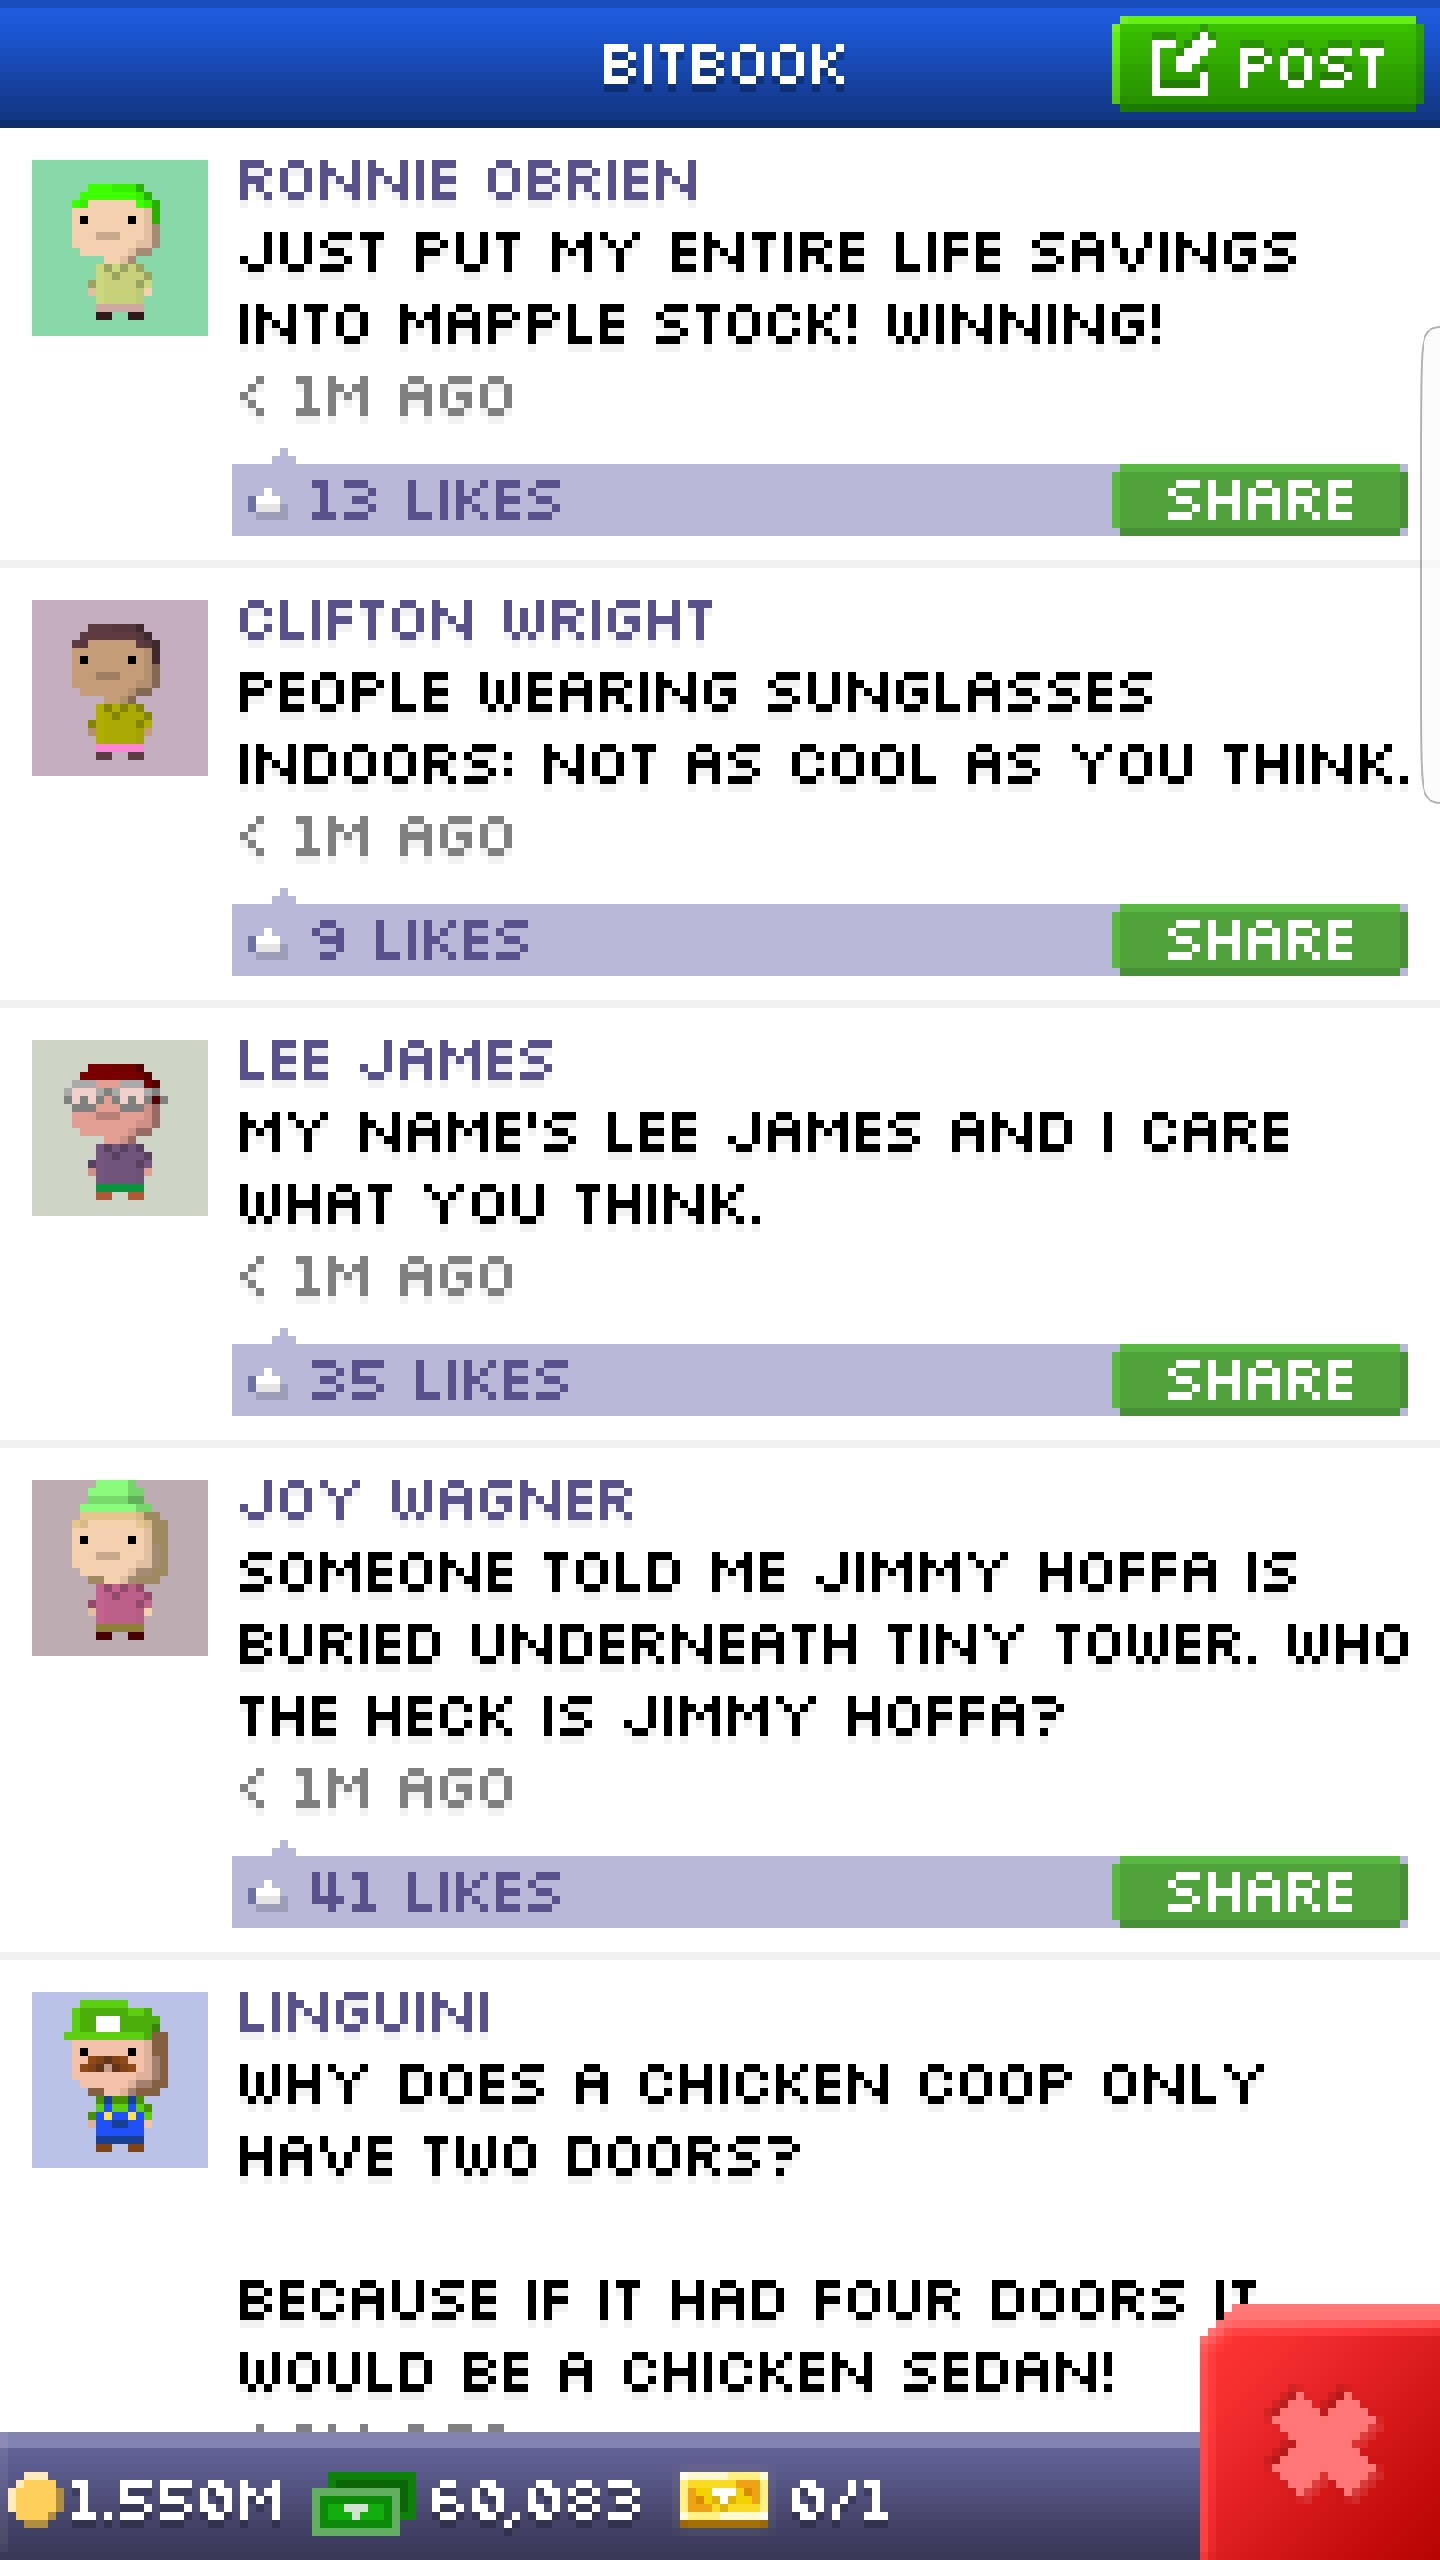 BITBOOK
POST
RONNIE OBRIEN
JUST PUT MY ENTIRE LIFE SAVINGS
INTO MAPPLE STOCK! WINNING!
< 1M AGO
13 LIKES
SHARE
CLIFTON WRIGHT
PEOPLE WEARING SUNGLASSES
INDOORS: NOT AS COOL AS YOU THINK.
< 1M AGO
9 LIKES
SHARE
LEE JAMES
MY NAME'S LEE JAMES AND I CARE
WHAT YOU THINK.
< 1M AGO
35 LIKES
SHARE
JOY WAGNER
SOMEONE TOLD ME JIMMY HOFFA IS
BURIED UNDERNEATH TINY TOWER. WHO
THE HECK IS JIMMY HOFFA?
< 1M AGO
41 LIKES
SHARE
LINGUINI
WHY DOES A CHICKEN COOP ONLY
HAVE TWO DOORS?
BECAUSE IF IT HAD FOUR DOORS IT
WOULD BE A CHICKEN SEDAN!
1.550M 60,083 0/1